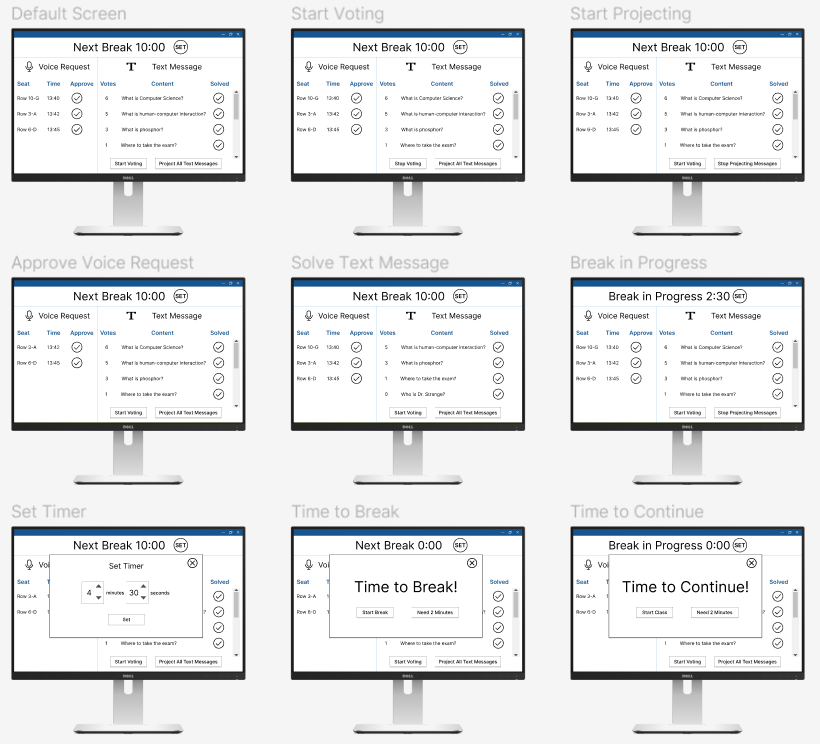 Default Screen
Next Break 10:00 SET
Voice Request T Text Message
Seat Time Approve Votes Content Solved
Row 10-G 13:40 6 What is Computer Science?
Row 3-A 13:42 5 What is human-computer interaction?
Row 6-D 13:45 3 What is phosphor?
1 Where to take the exam?
Start Voting Project All Text Messages
DELL
Start Voting
Next Break 10:00 SET
Voice Request T Text Message
Seat Time Approve Votes Content Solved
Row 10-G 13:40 6 What is Computer Science?
Row 3-A 13:42 5 What is human-computer interaction?
Row 6-D 13:45 3 What is phosphor?
1 Where to take the exam?
Stop Voting Project All Text Messages
DELL
Start Projecting
Next Break 10:00 SET
Voice Request T Text Message
Seat Time Approve Votes Content Solved
Row 10-G 13:40 6 What is Computer Science?
Row 3-A 13:42 5 What is human-computer interaction?
Row 6-D 13:45 3 What is phosphor?
1 Where to take the exam?
Start Voting Stop Projecting Messages
DELL
Approve Voice Request
Next Break 10:00 SET
Voice Request T Text Message
Seat Time Approve Votes Content Solved
Row 3-A 13:42 6 What is Computer Science?
Row 6-D 13:45 5 What is human-computer interaction?
3 What is phosphor?
1 Where to take the exam?
Start Voting Project All Text Messages
DELL
Solve Text Message
Next Break 10:00 SET
Voice Request T Text Message
Seat Time Approve Votes Content Solved
Row 10-G 13:40 5 What is human-computer interaction?
Row 3-A 13:42 3 What is phosphor?
Row 6-D 13:45 1 Where to take the exam?
0 Who is Dr. Strange?
Start Voting Project All Text Messages
DELL
Break in Progress
Break in Progress 2:30 SET
Voice Request T Text Message
Seat Time Approve Votes Content Solved
Row 10-G 13:40 6 What is Computer Science?
Row 3-A 13:42 5 What is human-computer interaction?
Row 6-D 13:45 3 What is phosphor?
1 Where to take the exam?
Start Voting Stop Projecting Messages
DELL
Set Timer
Next Break 10:00 SET
Set Timer
Seat Solved
Row 3-A
4 minutes 30 seconds
Row 6-D
Set
1 Where to take the exam?
Start Voting Project All Text Messages
DELL
Time to Break
Next Break 0:00 SET
Seat Solved
Time to Break!
Row 3-A
Row 6-D
Start Break Need 2 Minutes
1 Where to take the exam?
Start Voting Project All Text Messages
DELL
Time to Continue
Break in Progress 0:00 SET
Seat Solved
Time to Continue!
Row 3-A
Row 6-D
Start Class Need 2 Minutes
1 Where to take the exam?
Start Voting Project All Text Messages
DELL